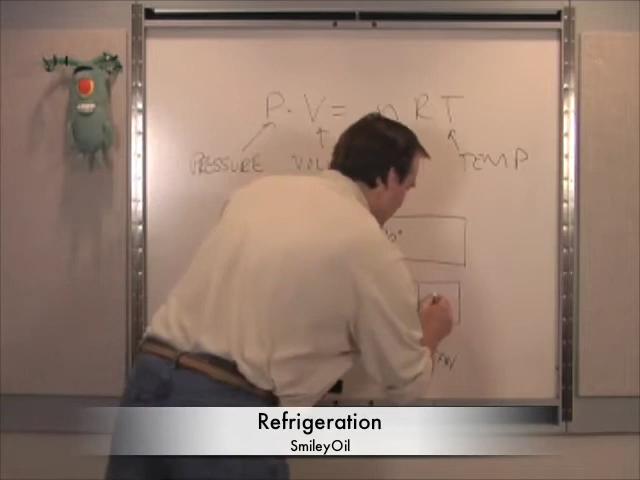 P · V = n R T
PRESSURE VOL TEMP
Refrigeration
SmileyOil